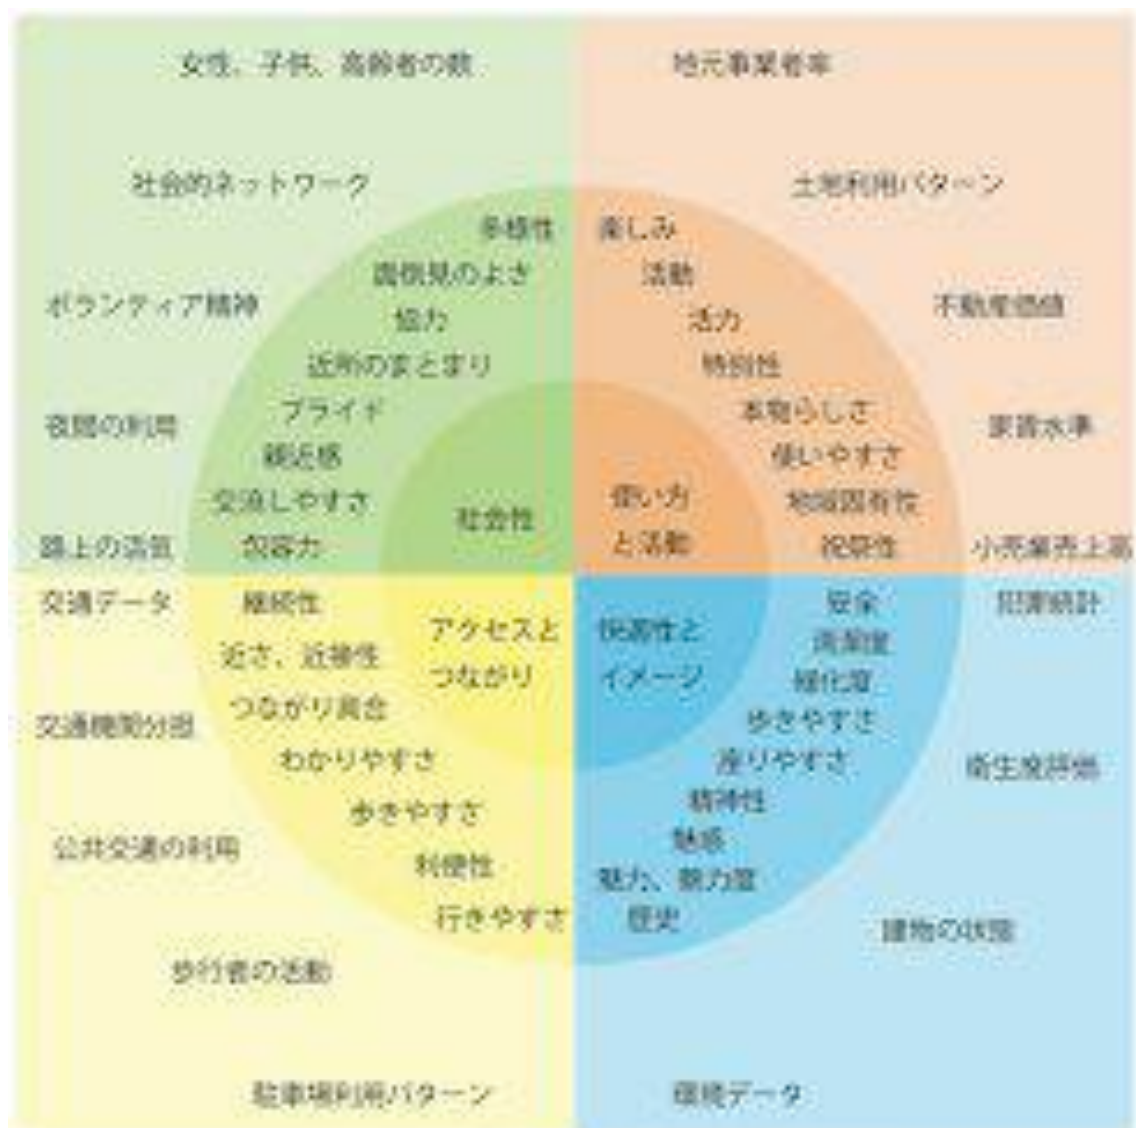 女性、子供、高齢者の数
社会的ネットワーク
ボランティア精神
夜間の利用
路上の活気
多様性
面倒見のよさ
協力
近所のまとまり
プライド
親近感
交流しやすさ
包容力
社会性
地元事業者率
土地利用パターン
不動産価値
家賃水準
小売業売上高
楽しみ
活動
活力
特別性
本物らしさ
使いやすさ
地域固有性
祝祭性
使い方
と活動
交通データ
交通機関分担
公共交通の利用
歩行者の活動
駐車場利用パターン
継続性
近さ、近接性
つながり具合
わかりやすさ
歩きやすさ
利便性
行きやすさ
アクセスと
つながり
快適性と
イメージ
安全
清潔度
緑化度
歩きやすさ
座りやすさ
精神性
魅惑
魅力、魅力度
歴史
犯罪統計
衛生度評価
建物の状態
環境データ